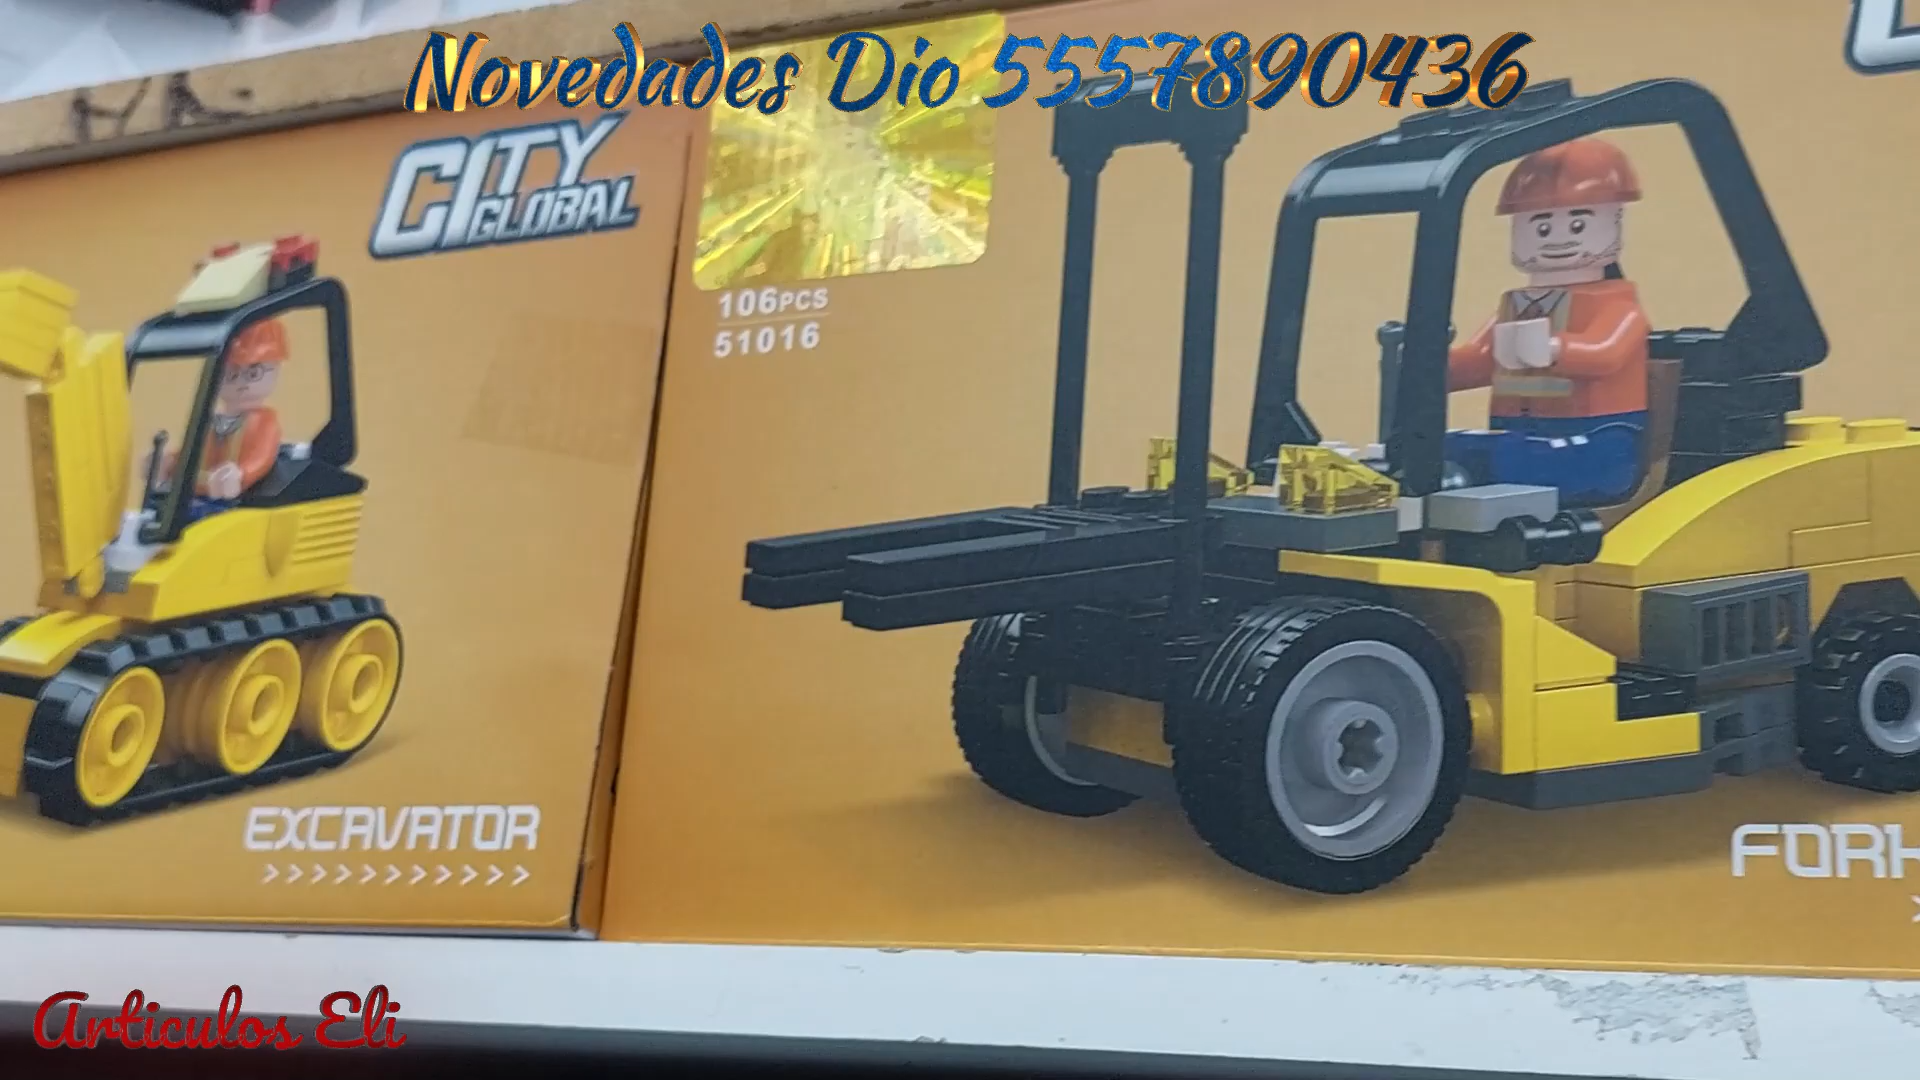 Novedades Dio 5557890436
CITY
GLOBAL
106PCS
51016
EXCAVATOR
>>>>>>>>>>>
Articulos Eli